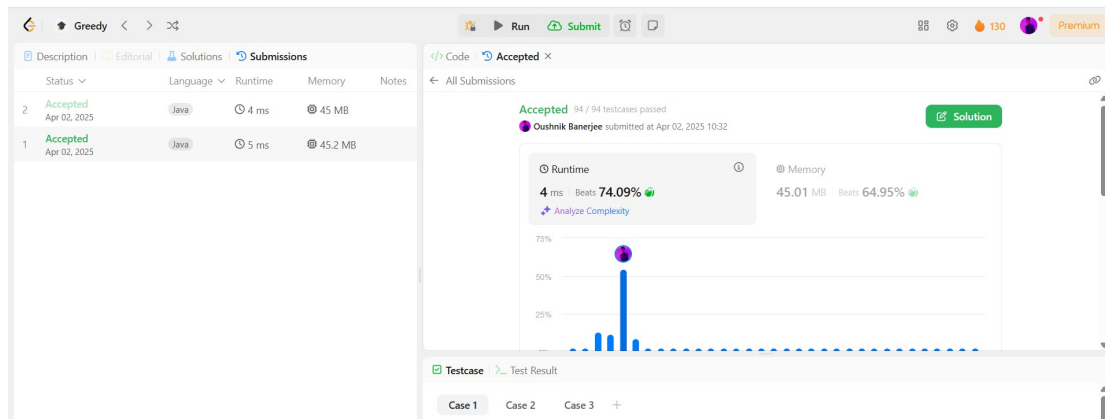 Greedy Run Submit 130 Premium
Description Editorial Solutions Submissions
Status Language Runtime Memory Notes
2 Accepted Java 4 ms 45 MB
Apr 02, 2025
1 Accepted Java 5 ms 45.2 MB
Apr 02, 2025
</> Code Accepted ×
← All Submissions
Accepted 94 / 94 testcases passed
Oushnik Banerjee submitted at Apr 02, 2025 10:32
Solution
Runtime
4 ms Beats 74.09%
Analyze Complexity
Memory
45.01 MB Beats 64.95%
75%
50%
25%
Testcase >_ Test Result
Case 1 Case 2 Case 3 +